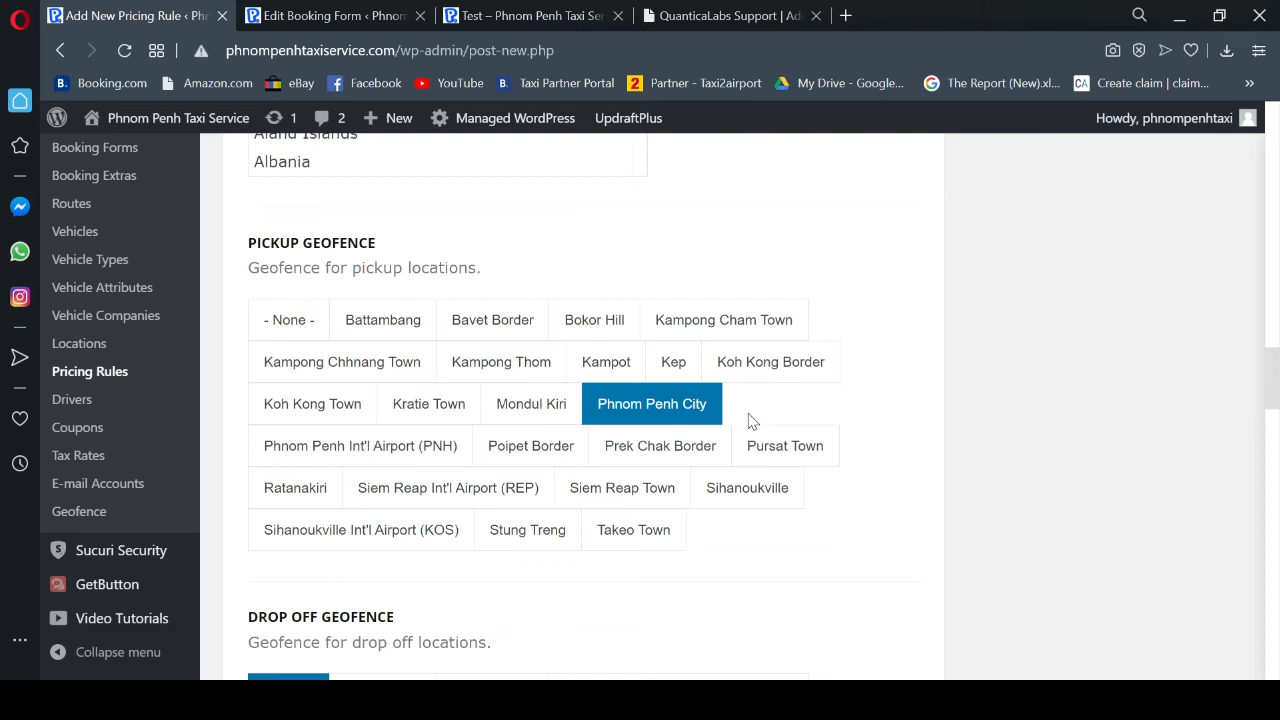 Add New Pricing Rule ‹ Ph
Edit Booking Form ‹ Phnom
Test – Phnom Penh Taxi Ser
QuanticaLabs Support | Ad
phnompenhtaxiservice.com/wp-admin/post-new.php
Booking.com Amazon.com eBay Facebook YouTube Taxi Partner Portal Partner - Taxi2airport My Drive - Google... The Report (New).xl... Create claim | claim... »
Phnom Penh Taxi Service 1 2 New Managed WordPress UpdraftPlus Howdy, phnompenhtaxi
Booking Forms
Booking Extras
Routes
Vehicles
Vehicle Types
Vehicle Attributes
Vehicle Companies
Locations
Pricing Rules
Drivers
Coupons
Tax Rates
E-mail Accounts
Geofence
Sucuri Security
GetButton
Video Tutorials
Collapse menu
Aland Islands
Albania
PICKUP GEOFENCE
Geofence for pickup locations.
- None - Battambang Bavet Border Bokor Hill Kampong Cham Town
Kampong Chhnang Town Kampong Thom Kampot Kep Koh Kong Border
Koh Kong Town Kratie Town Mondul Kiri Phnom Penh City
Phnom Penh Int'l Airport (PNH) Poipet Border Prek Chak Border Pursat Town
Ratanakiri Siem Reap Int'l Airport (REP) Siem Reap Town Sihanoukville
Sihanoukville Int'l Airport (KOS) Stung Treng Takeo Town
DROP OFF GEOFENCE
Geofence for drop off locations.